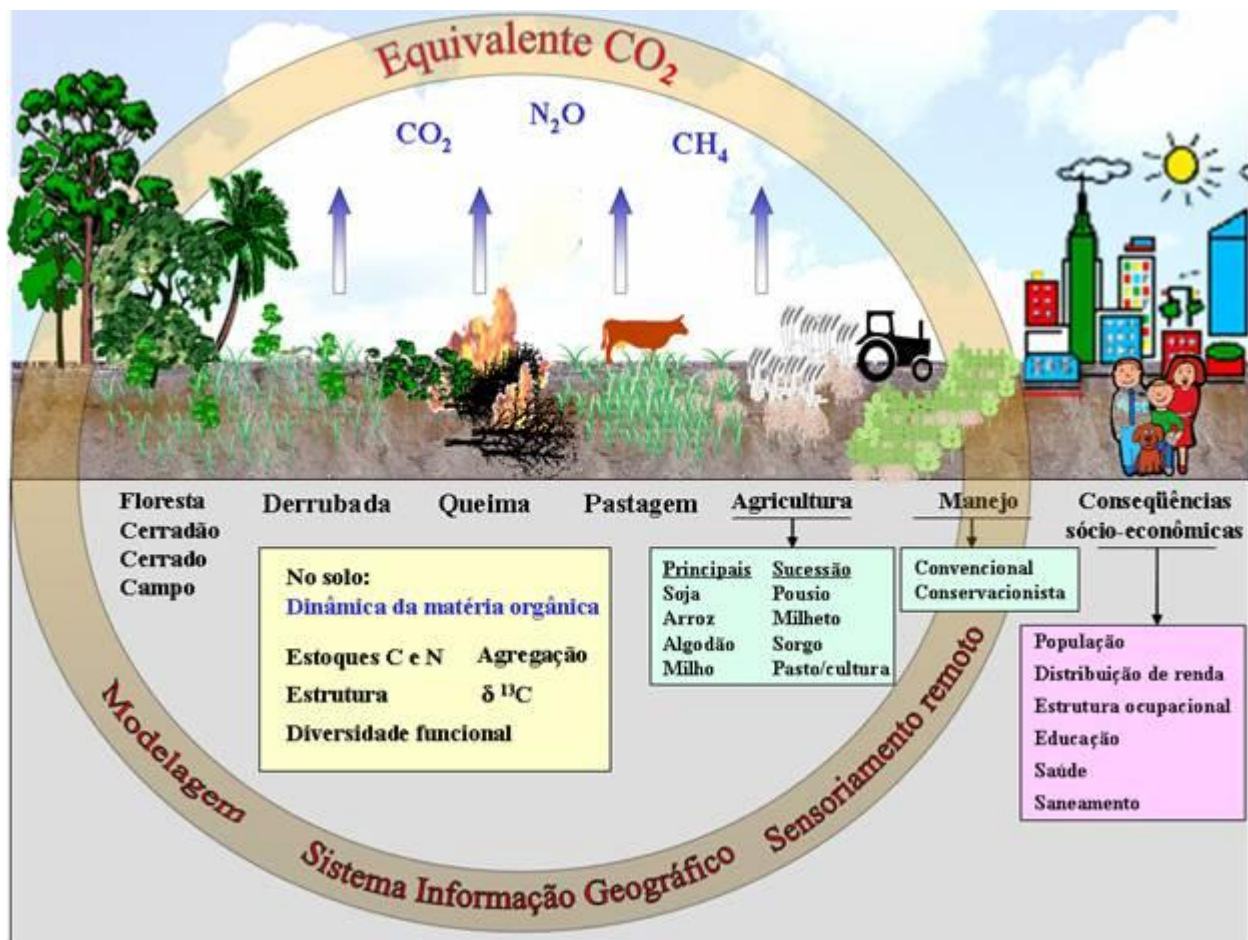 Equivalente CO₂
CO₂
N₂O
CH₄
Floresta
Cerradão
Cerrado
Campo
Derrubada
Queima
Pastagem
Agricultura
Manejo
Conseqüências
sócio-econômicas
No solo:
Dinâmica da matéria orgânica
Estoques C e N
Agregação
Estrutura
δ ¹³C
Diversidade funcional
Principais
Soja
Arroz
Algodão
Milho
Sucessão
Pousio
Milheto
Sorgo
Pasto/cultura
Convencional
Conservacionista
População
Distribuição de renda
Estrutura ocupacional
Educação
Saúde
Saneamento
Modelagem
Sistema Informação Geográfico
Sensoriamento remoto